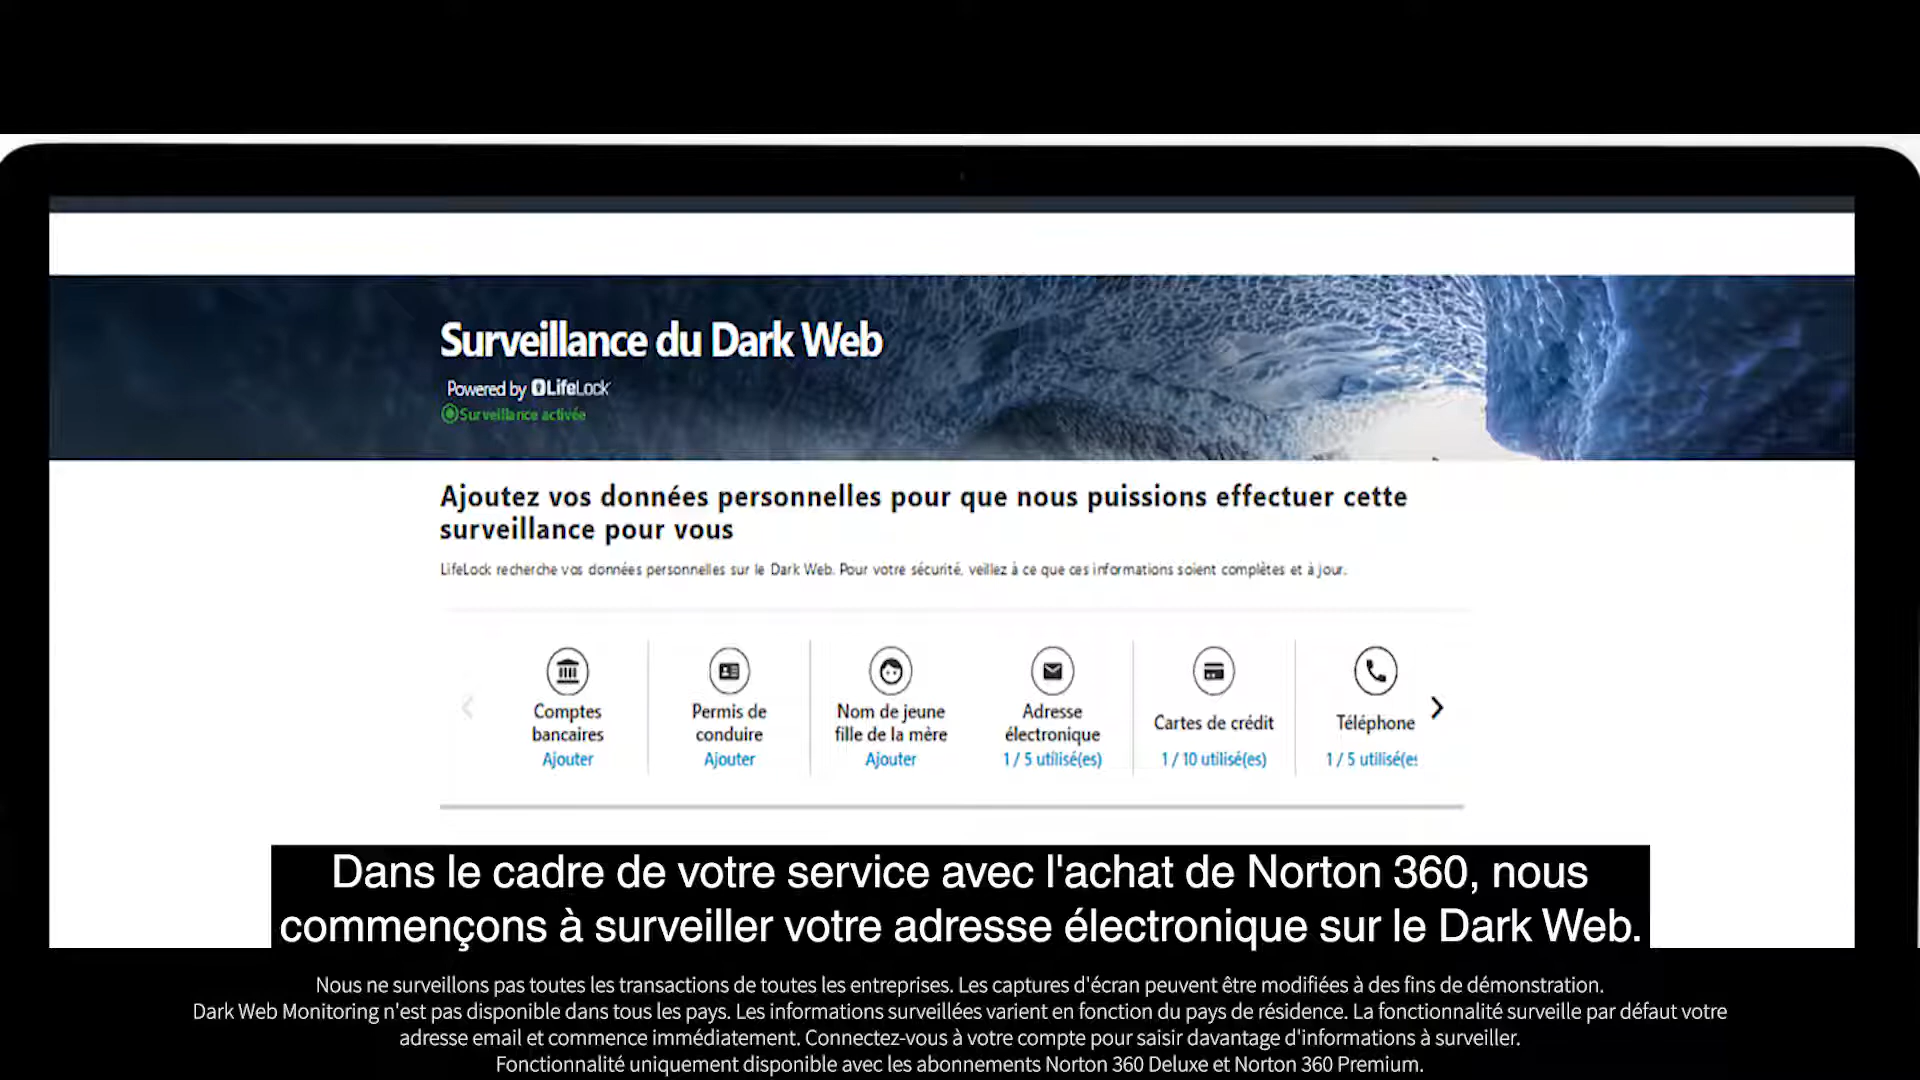 Surveillance du Dark Web
Powered by LifeLock
Surveillance activée
Ajoutez vos données personnelles pour que nous puissions effectuer cette
surveillance pour vous
LifeLock recherche vos données personnelles sur le Dark Web. Pour votre sécurité, veillez à ce que ces informations soient complètes et à jour.
Comptes bancaires
Ajouter
Permis de conduire
Ajouter
Nom de jeune fille de la mère
Ajouter
Adresse électronique
1 / 5 utilisé(es)
Cartes de crédit
1 / 10 utilisé(es)
Téléphone
1 / 5 utilisé(es
Dans le cadre de votre service avec l'achat de Norton 360, nous
commençons à surveiller votre adresse électronique sur le Dark Web.
Nous ne surveillons pas toutes les transactions de toutes les entreprises. Les captures d'écran peuvent être modifiées à des fins de démonstration.
Dark Web Monitoring n'est pas disponible dans tous les pays. Les informations surveillées varient en fonction du pays de résidence. La fonctionnalité surveille par défaut votre
adresse email et commence immédiatement. Connectez-vous à votre compte pour saisir davantage d'informations à surveiller.
Fonctionnalité uniquement disponible avec les abonnements Norton 360 Deluxe et Norton 360 Premium.